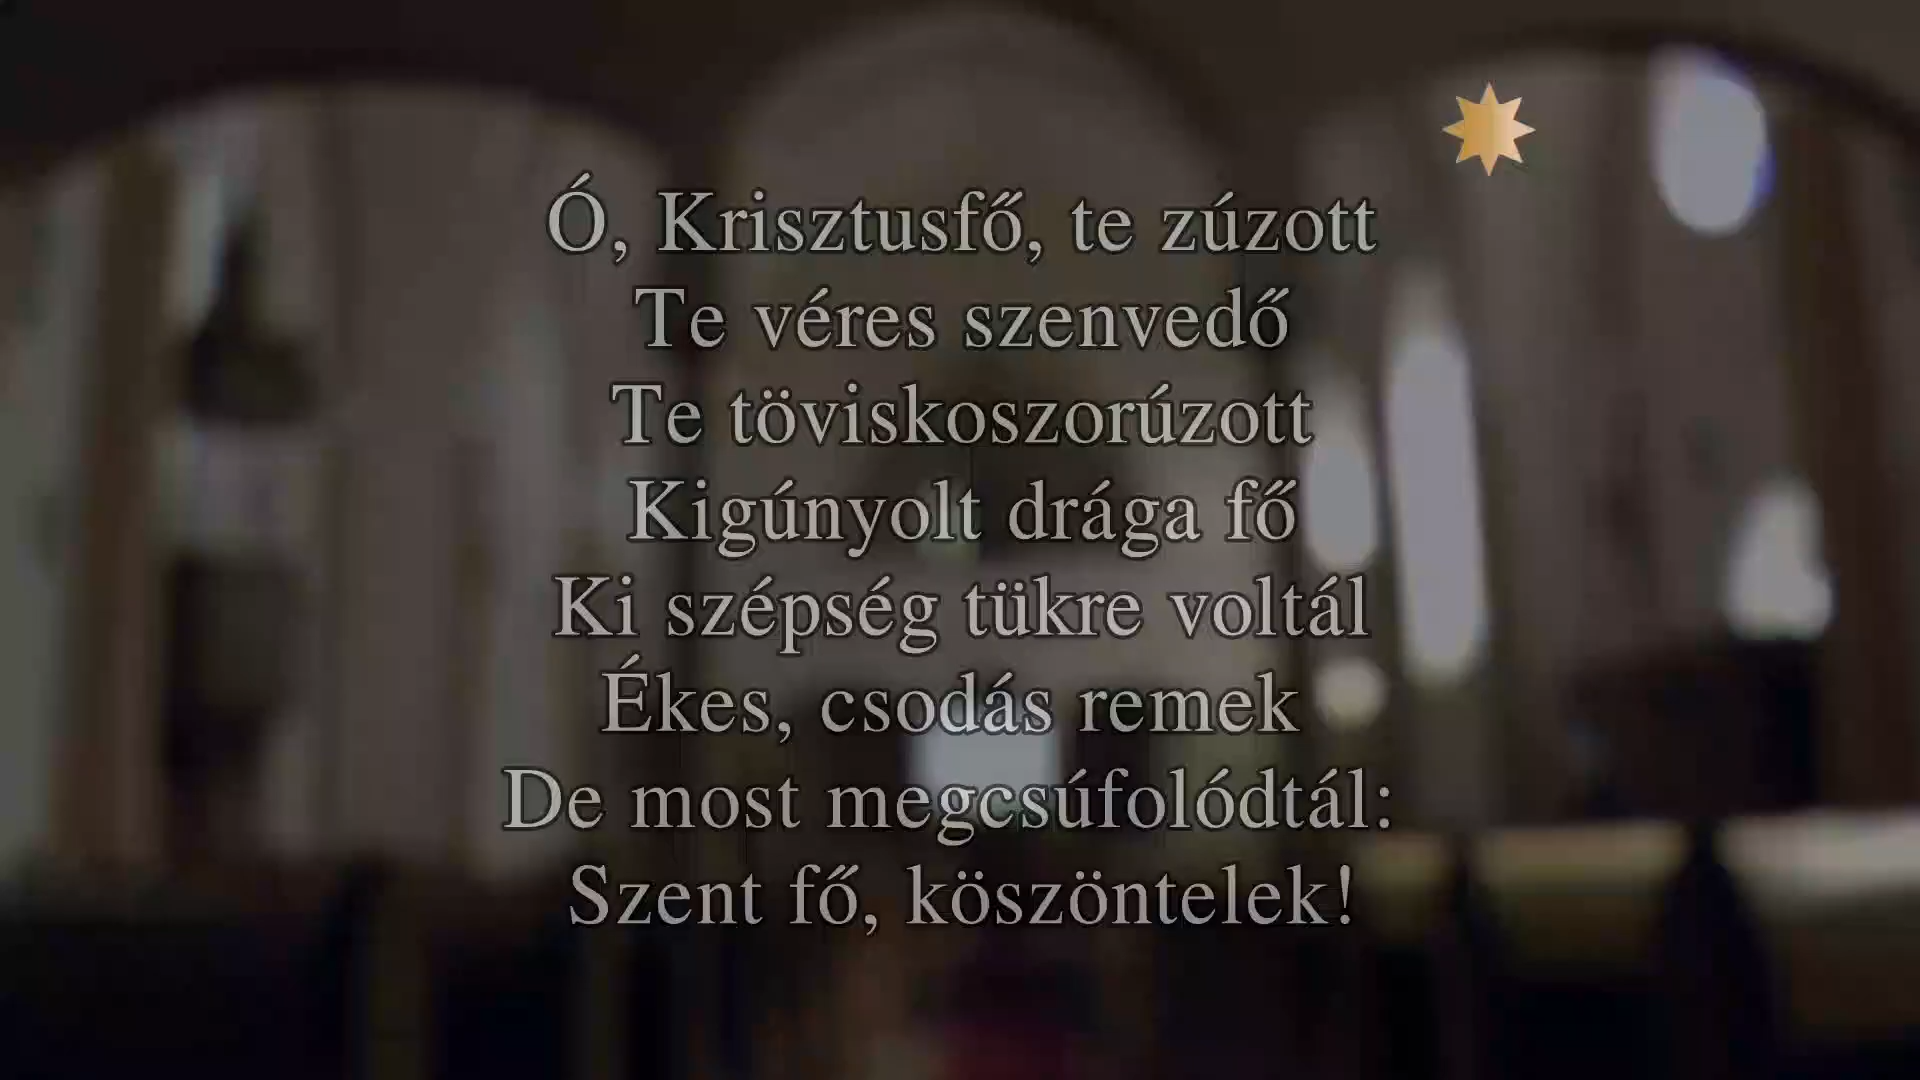 Ó, Krisztusfő, te zúzott
Te véres szenvedő
Te töviskoszorúzott
Kigúnyolt drága fő
Ki szépség tükre voltál
Ékes, csodás remek
De most megcsúfolódtál:
Szent fő, köszöntelek!